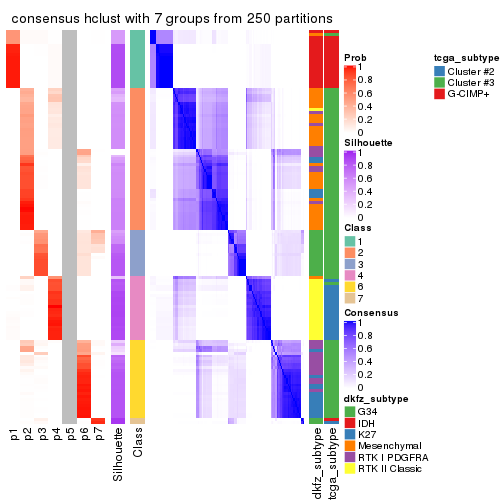 consensus hclust with 7 groups from 250 partitions
p1
p2
p3
p4
p5
p6
p7
Silhouette
Class
dkfz_subtype
tcga_subtype
Prob
1
0.8
0.6
0.4
0.2
0
Silhouette
1
0.8
0.6
0.4
0.2
0
Class
1
2
3
4
6
7
Consensus
1
0.8
0.6
0.4
0.2
0
dkfz_subtype
G34
IDH
K27
Mesenchymal
RTK I PDGFRA
RTK II Classic
tcga_subtype
Cluster #2
Cluster #3
G-CIMP+